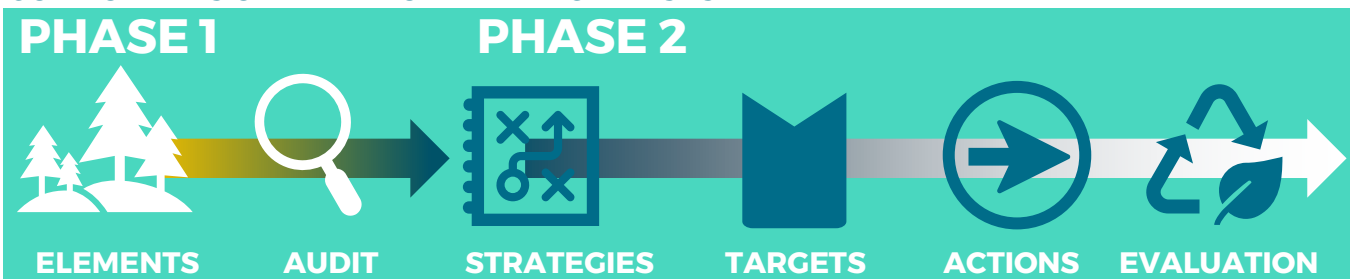 PHASE 1 PHASE 2
ELEMENTS AUDIT STRATEGIES TARGETS ACTIONS EVALUATION